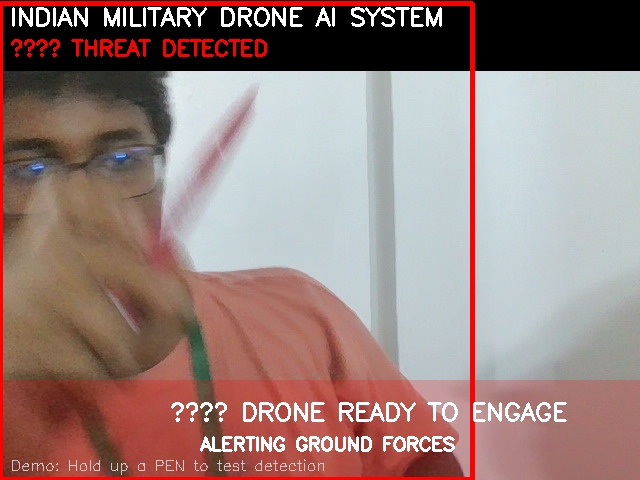 INDIAN MILITARY DRONE AI SYSTEM
???? THREAT DETECTED
???? DRONE READY TO ENGAGE
ALERTING GROUND FORCES
Demo: Hold up a PEN to test detection